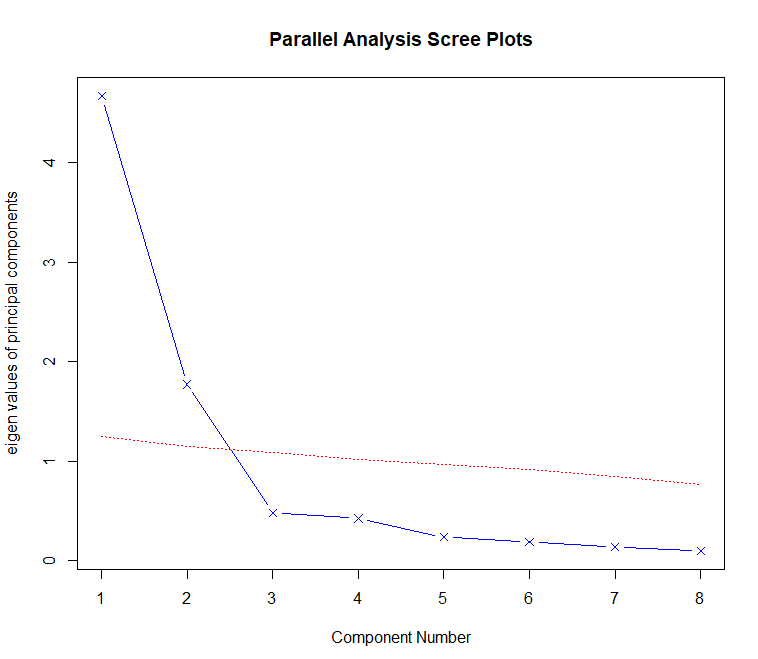 Parallel Analysis Scree Plots
eigen values of principal components
4
3
2
1
0
1 2 3 4 5 6 7 8
Component Number